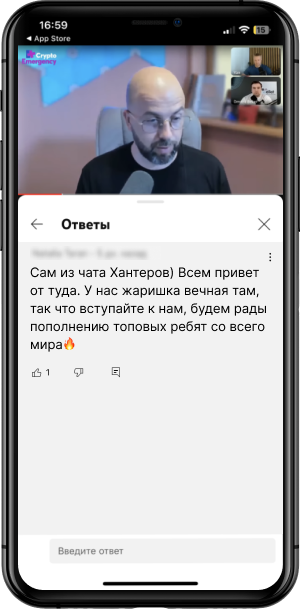 16:59
15
◀ App Store
Crypto
Emergency
Ответы
Сам из чата Хантеров) Всем привет
от туда. У нас жаришка вечная там,
так что вступайте к нам, будем рады
пополнению топовых ребят со всего
мира🔥
1
Введите ответ